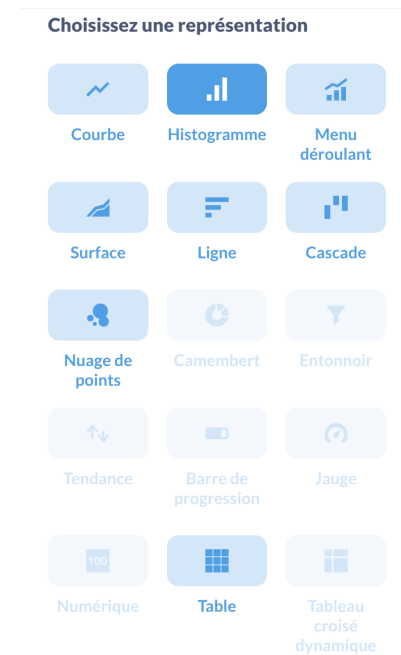 Choisissez une représentation
Courbe
Histogramme
Menu
déroulant
Surface
Ligne
Cascade
Nuage de
points
Camembert
Entonnoir
Tendance
Barre de
progression
Jauge
100
Numérique
Table
Tableau
croisé
dynamique